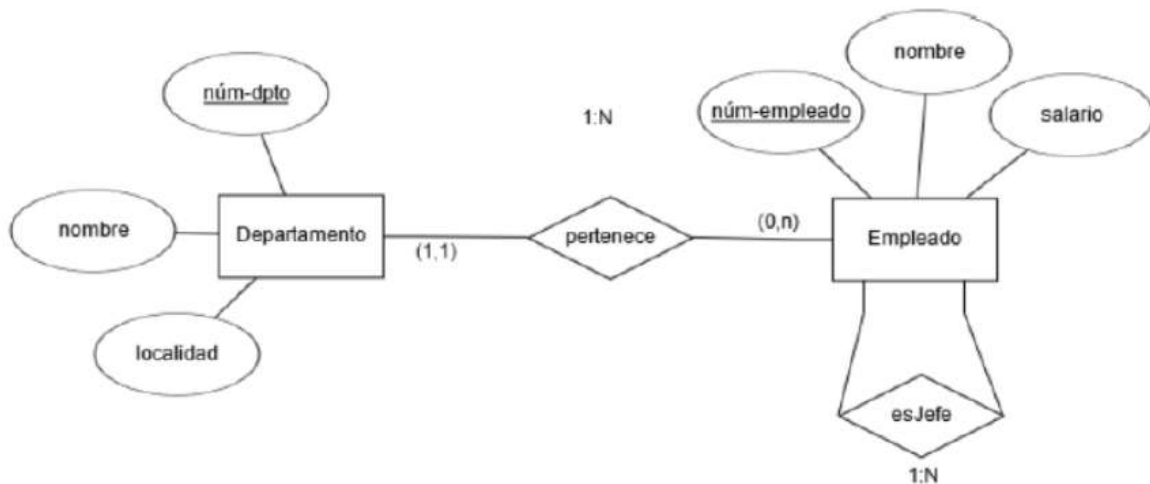 nombre
núm-dpto
1:N
núm-empleado
salario
nombre
Departamento
(1,1)
pertenece
(0,n)
Empleado
localidad
esJefe
1:N